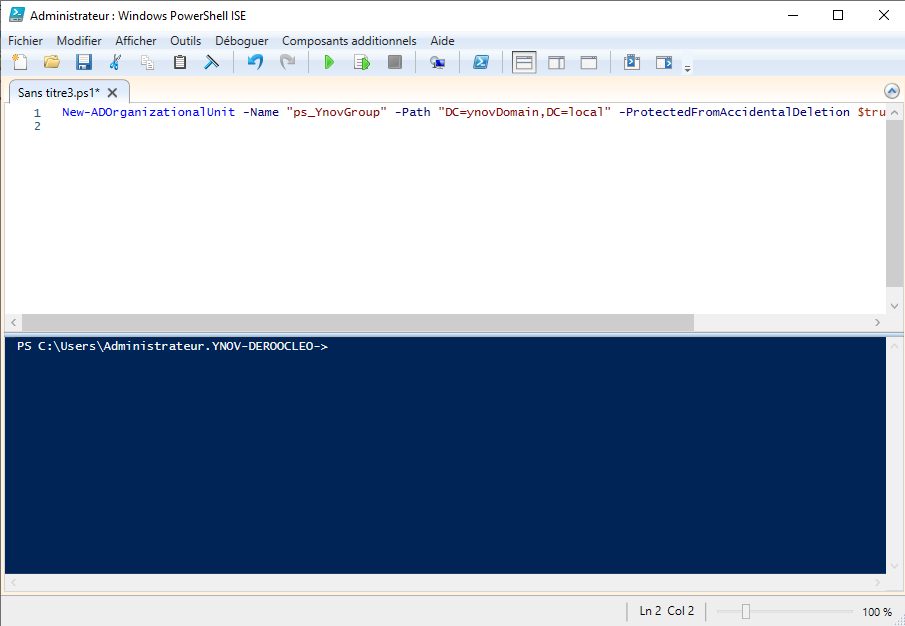 Administrateur : Windows PowerShell ISE
Fichier Modifier Afficher Outils Déboguer Composants additionnels Aide
Sans titre3.ps1*
1 New-ADOrganizationalUnit -Name "ps_YnovGroup" -Path "DC=ynovDomain,DC=local" -ProtectedFromAccidentalDeletion $tru
2
PS C:\Users\Administrateur.YNOV-DEROOCLEO->
Ln 2 Col 2 100 %